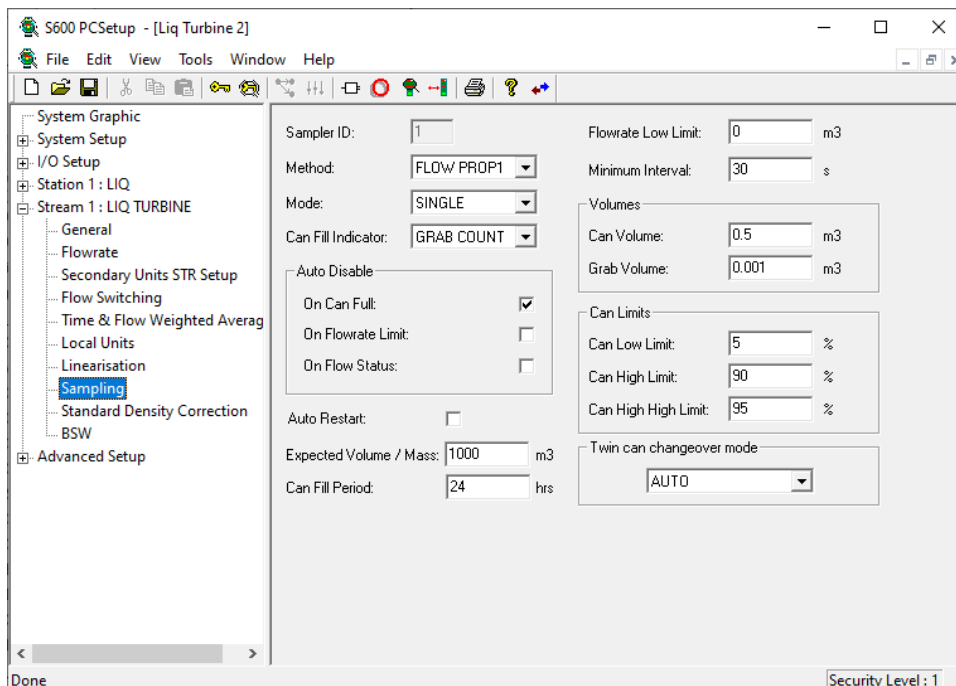 S600 PCSetup - [Liq Turbine 2]
File Edit View Tools Window Help
System Graphic
System Setup
I/O Setup
Station 1 : LIQ
Stream 1 : LIQ TURBINE
General
Flowrate
Secondary Units STR Setup
Flow Switching
Time & Flow Weighted Averag
Local Units
Linearisation
Sampling
Standard Density Correction
BSW
Advanced Setup
Sampler ID: 1
Method: FLOW PROP1
Mode: SINGLE
Can Fill Indicator: GRAB COUNT
Auto Disable
On Can Full:
On Flowrate Limit:
On Flow Status:
Auto Restart:
Expected Volume / Mass: 1000 m3
Can Fill Period: 24 hrs
Flowrate Low Limit: 0 m3
Minimum Interval: 30 s
Volumes
Can Volume: 0.5 m3
Grab Volume: 0.001 m3
Can Limits
Can Low Limit: 5 %
Can High Limit: 90 %
Can High High Limit: 95 %
Twin can changeover mode
AUTO
Done
Security Level : 1